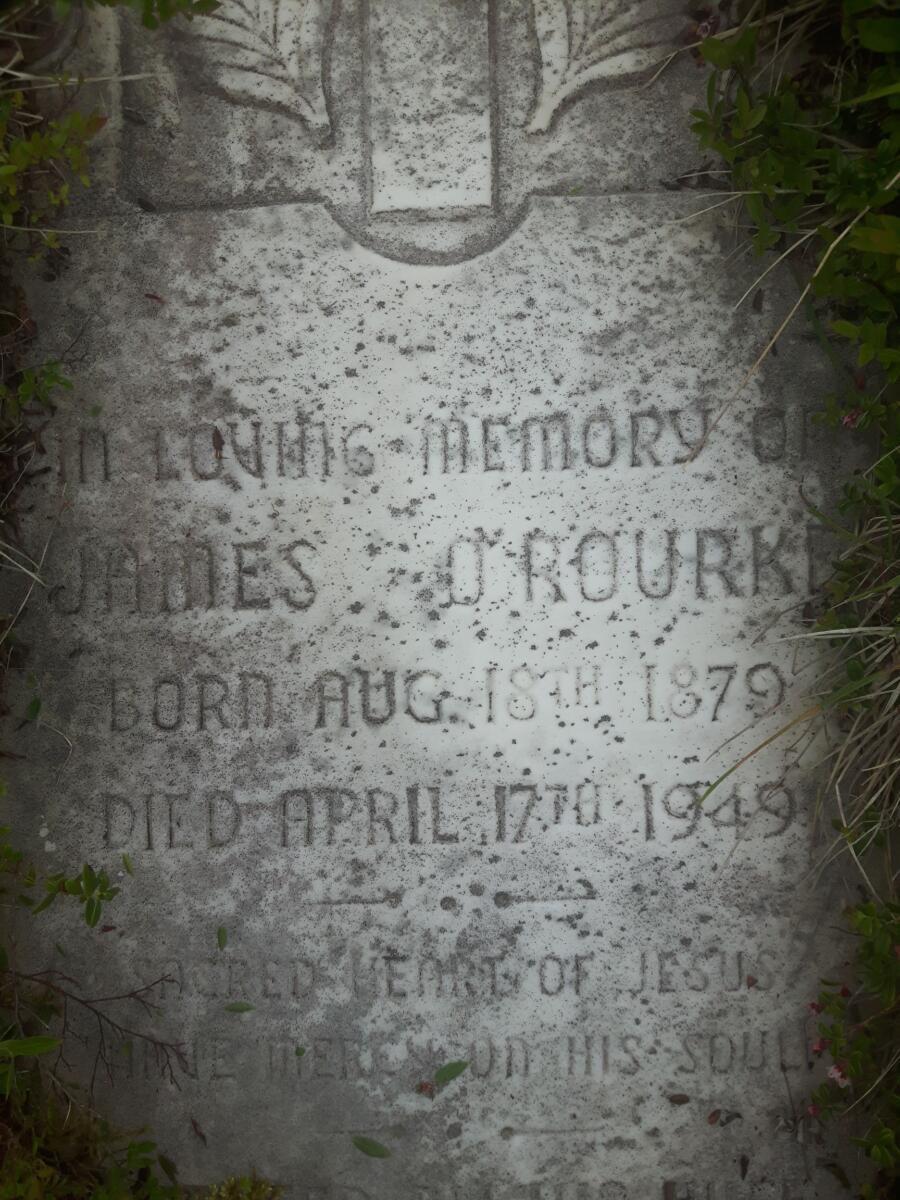 IN LOVING MEMORY OF
JAMES O'ROURKE
BORN AUG. 18TH 1879
DIED APRIL 17TH 1949
SACRED HEART OF JESUS
HAVE MERCY ON HIS SOUL.